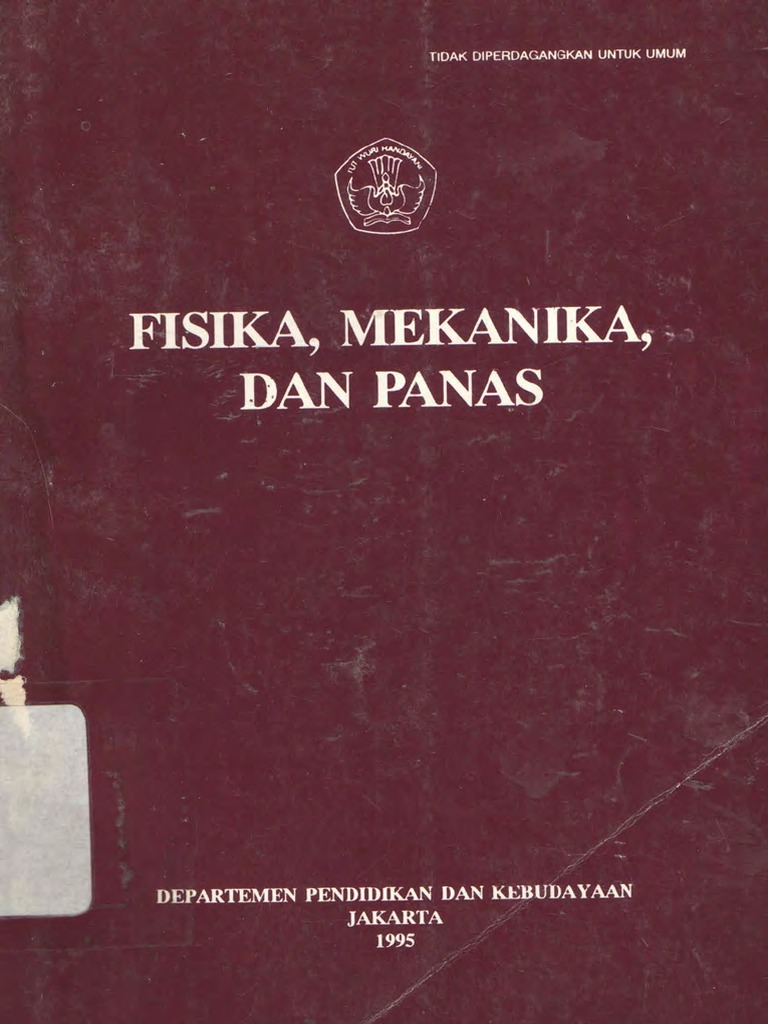 TIDAK DIPERDAGANGKAN UNTUK UMUM
TUT WURI HANDAYANI
FISIKA, MEKANIKA,
DAN PANAS
DEPARTEMEN PENDIDIKAN DAN KEBUDAYAAN
JAKARTA
1995